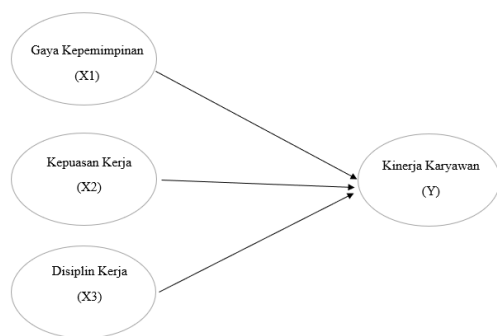 Gaya Kepemimpinan
(X1)
Kepuasan Kerja
(X2)
Kinerja Karyawan
(Y)
Disiplin Kerja
(X3)